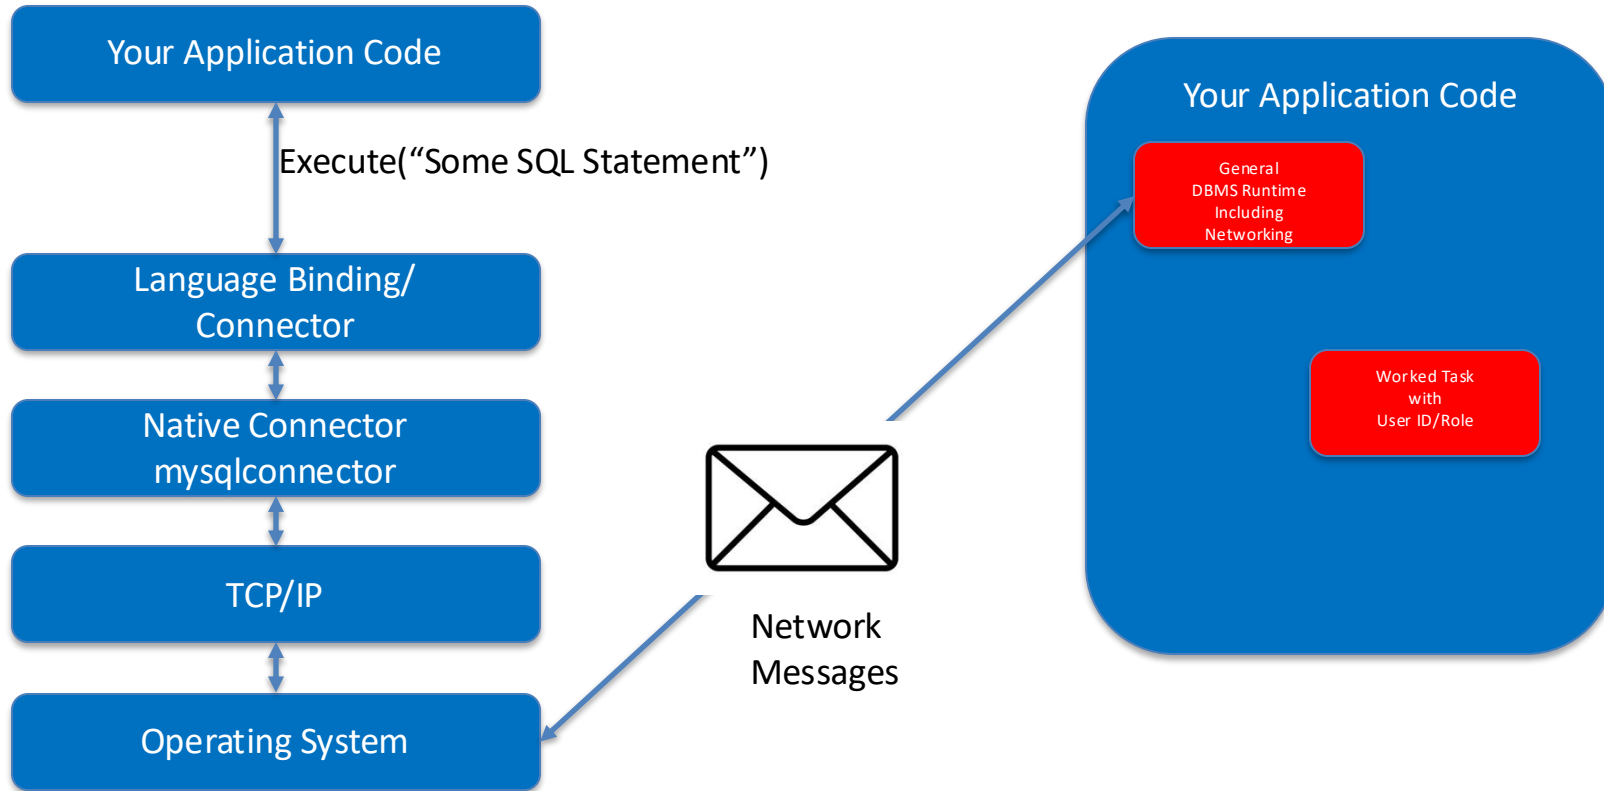 Your Application Code
Execute(“Some SQL Statement”)
Language Binding/
Connector
Native Connector
mysqlconnector
TCP/IP
Operating System
Network
Messages
Your Application Code
General
DBMS Runtime
Including
Networking
Worked Task
with
User ID/Role